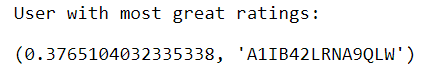 User with most great ratings:
(0.3765104032335338, 'A1IB42LRNA9QLW')